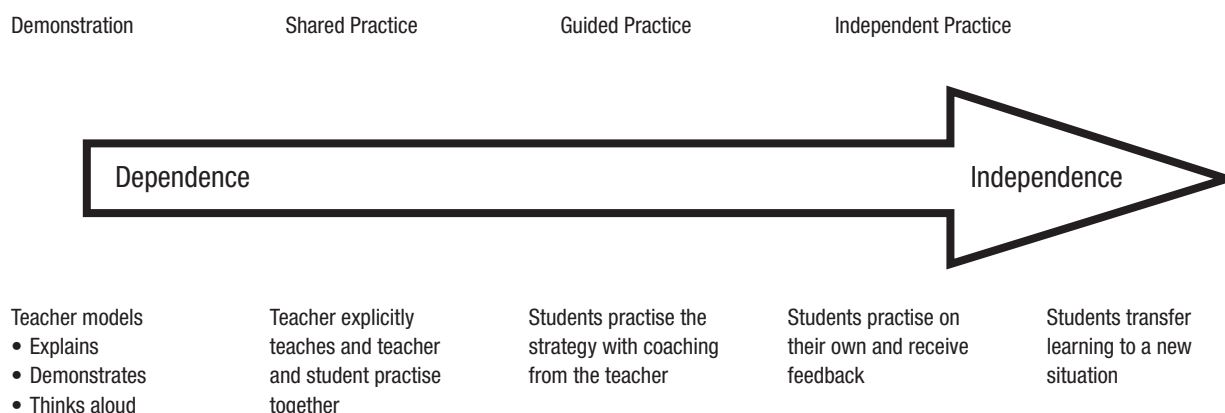 Demonstration
Shared Practice
Guided Practice
Independent Practice
Dependence
Independence
Teacher models
• Explains
• Demonstrates
• Thinks aloud
Teacher explicitly
teaches and teacher
and student practise
together
Students practise the
strategy with coaching
from the teacher
Students practise on
their own and receive
feedback
Students transfer
learning to a new
situation